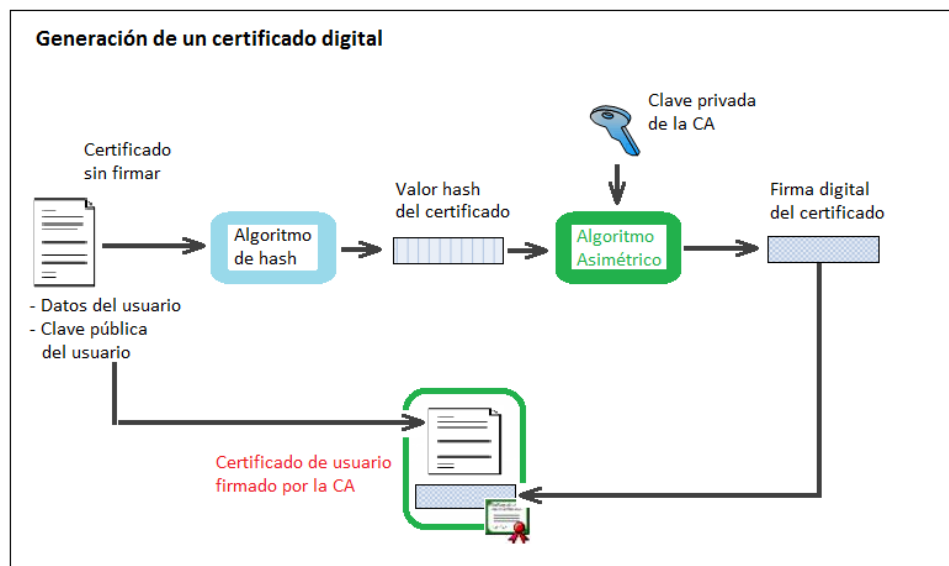 Generación de un certificado digital
Clave privada
de la CA
Certificado
sin firmar
Valor hash
del certificado
Firma digital
del certificado
Algoritmo
de hash
Algoritmo
Asimétrico
- Datos del usuario
- Clave pública
del usuario
Certificado de usuario
firmado por la CA